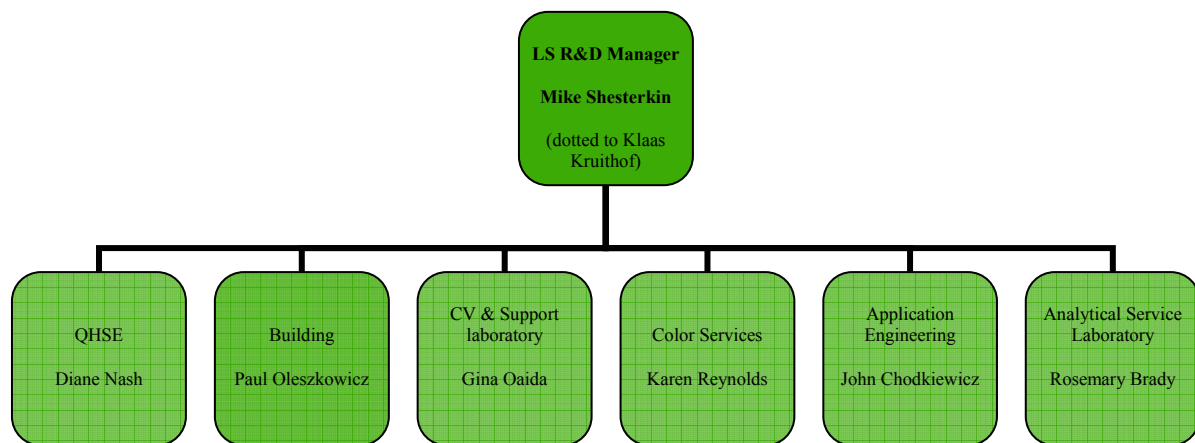 LS R&D Manager
Mike Shesterkin
(dotted to Klaas
Kruithof)
QHSE
Diane Nash
Building
Paul Oleszkowicz
CV & Support
laboratory
Gina Oaida
Color Services
Karen Reynolds
Application
Engineering
John Chodkiewicz
Analytical Service
Laboratory
Rosemary Brady